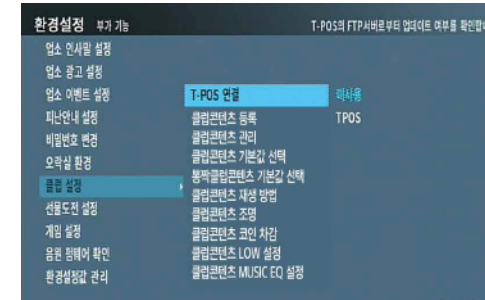 환경설정 부가 기능
T-POS의 FTP서버로부터 업데이트 여부를 확인합
업소 인사말 설정
업소 광고 설정
업소 이벤트 설정
피난안내 설정
비밀번호 변경
오락실 환경
클럽 설정
선물도전 설정
게임 설정
음원 펌웨어 확인
환경설정값 관리
T-POS 연결
클럽콘텐츠 등록
클럽콘텐츠 관리
클럽콘텐츠 기본값 선택
뽕짝클럽콘텐츠 기본값 선택
클럽콘텐츠 재생 방법
클럽콘텐츠 조명
클럽콘텐츠 코인 차감
클럽콘텐츠 LOW 설정
클럽콘텐츠 MUSIC EQ 설정
미사용
TPOS